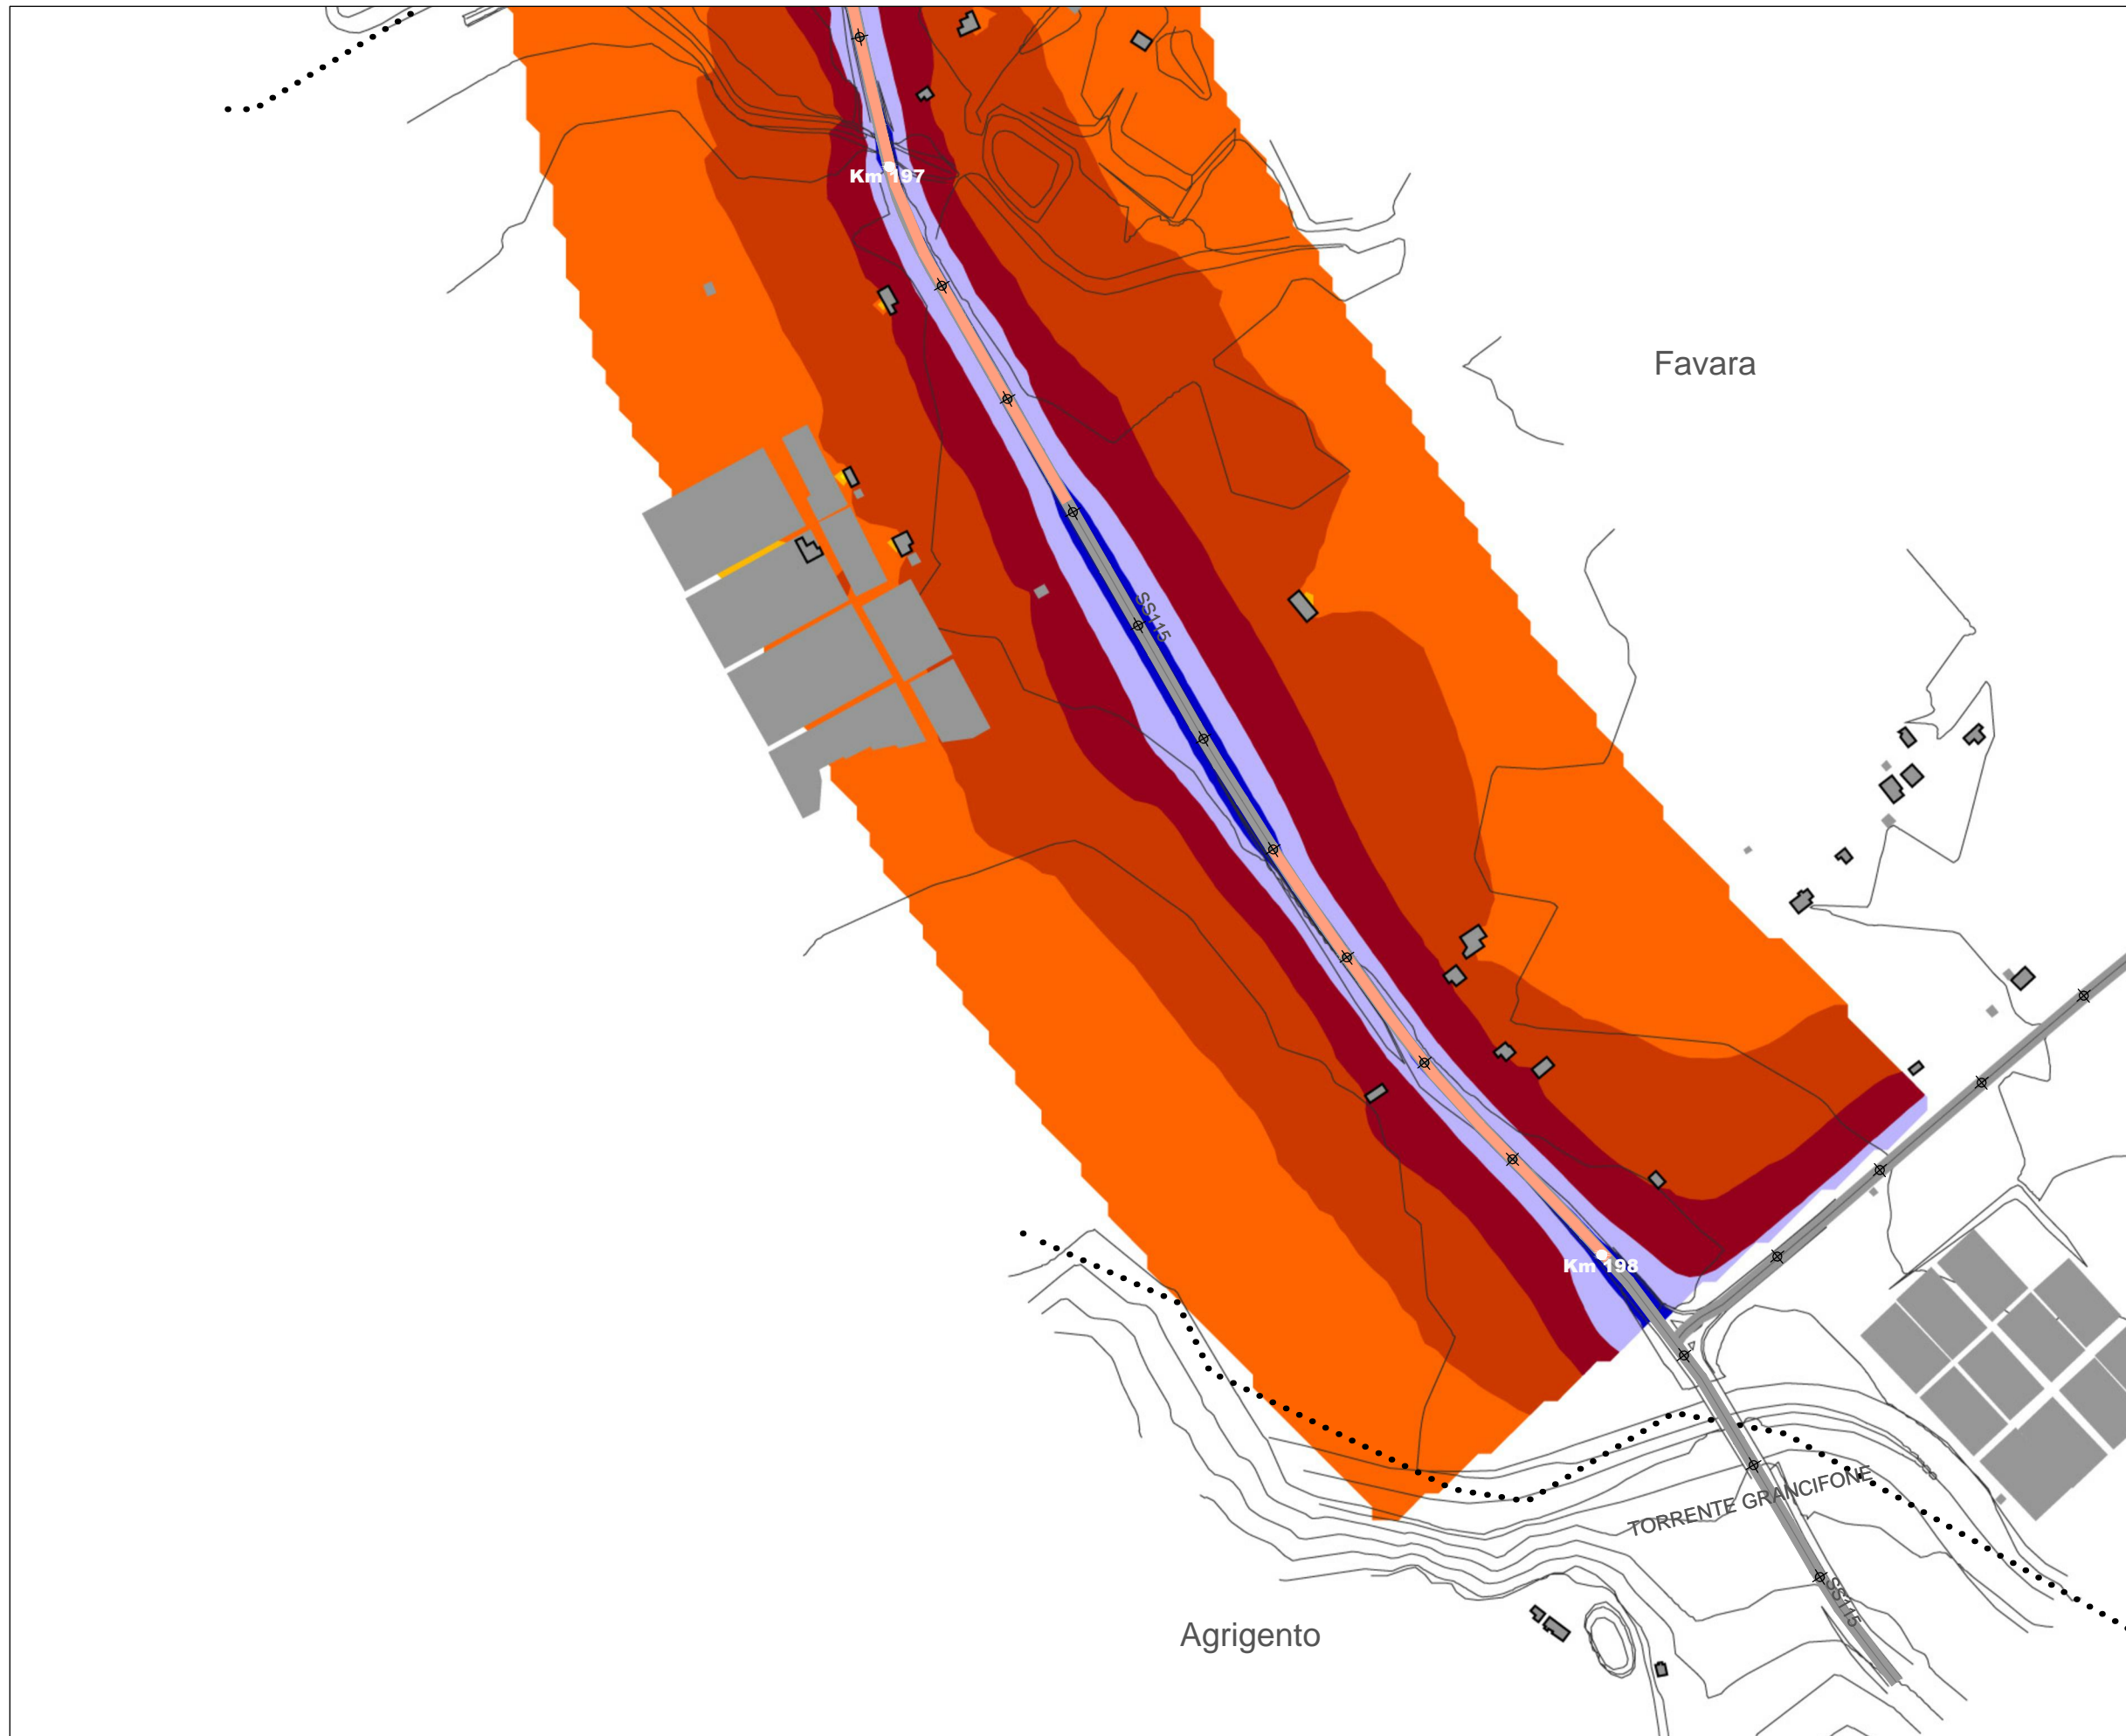 Km 197
Favara
SS115
Km 198
TORRENTE GRANCIFONE
SS115
Agrigento